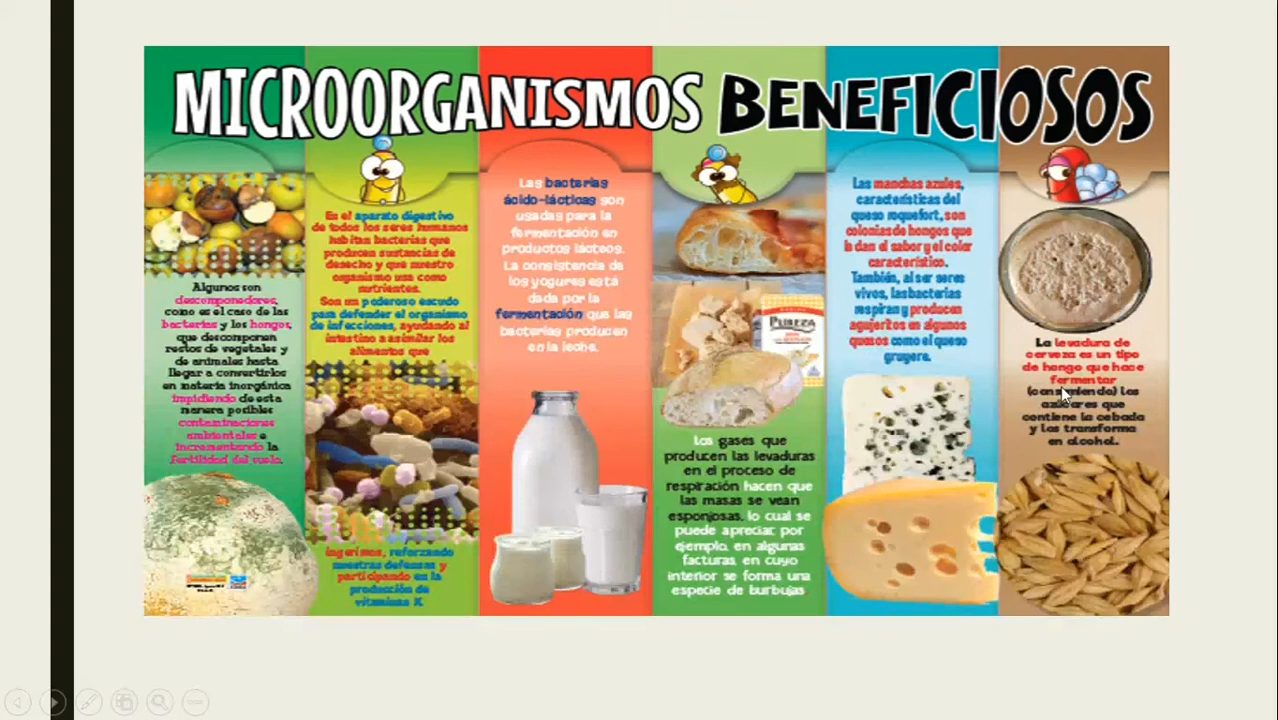 MICROORGANISMOS BENEFICIOSOS
Algunos son
descomponedores,
como es el caso de las
bacterias y los hongos,
que descomponen
restos de vegetales y
de animales hasta
llegar a convertirlos
en materia inorgánica
impidiendo de esta
manera posibles
contaminaciones
ambientales e
incrementando la
fertilidad del suelo.
En el aparato digestivo
de todos los seres humanos
habitan bacterias que
producen sustancias de
desecho y que nuestro
organismo usa como
nutrientes.
Son un poderoso escudo
para defender el organismo
de infecciones, ayudando al
intestino a asimilar los
alimentos que
ingerimos, reforzando
nuestras defensas y
participando en la
producción de
vitaminas K
Las bacterias
ácido-lácticas son
usadas para la
fermentación en
productos lácteos.
La consistencia de
los yogures está
dada por la
fermentación que las
bacterias producen
en la leche.
PUREZA
Los gases que
producen las levaduras
en el proceso de
respiración hacen que
las masas se vean
esponjosas, lo cual se
puede apreciar, por
ejemplo, en algunas
facturas, en cuyo
interior se forma una
especie de burbujas.
Las manchas azules,
características del
queso roquefort, son
colonias de hongos que
le dan el sabor y el color
característico.
También, al ser seres
vivos, las bacterias
respiran y producen
agujeritos en algunos
quesos como el queso
gruyere.
La levadura de
cerveza es un tipo
de hongo que hace
fermentar
(consumiendo) los
azúcares que
contiene la cebada
y los transforma
en alcohol.